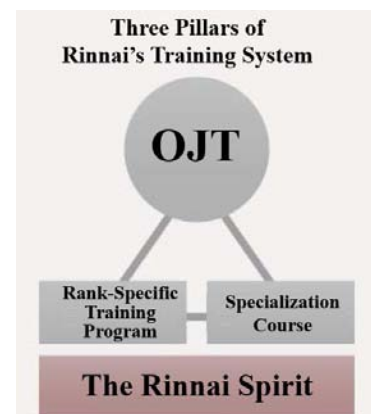 Three Pillars of
Rinnai's Training System
OJT
Rank-Specific
Training
Program
Specialization
Course
The Rinnai Spirit